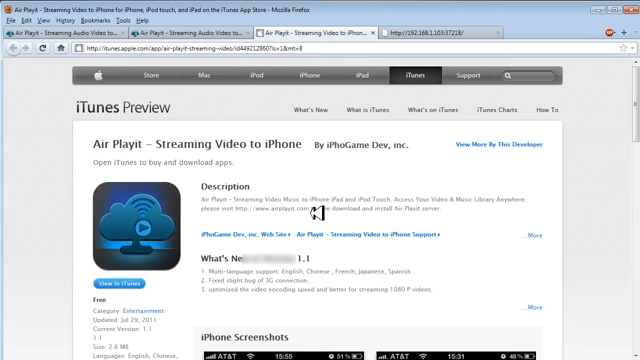 Air Playit - Streaming Video to iPhone for iPhone, iPod touch, and iPad on the iTunes App Store - Mozilla Firefox
File Edit View History Bookmarks Tools Help
Air Playit - Streaming Audio Video to...
Air Playit - Streaming Audio Video to...
Air Playit - Streaming Video to iPhon...
http://192.168.1.103:37218/
http://itunes.apple.com/app/air-playit-streaming-video/id449212860?ls=1&mt=8
Store Mac iPod iPhone iPad iTunes Support
iTunes Preview
What's New What is iTunes What's on iTunes iTunes Charts How To
Air Playit - Streaming Video to iPhone
By iPhoGame Dev, inc.
View More By This Developer
Open iTunes to buy and download apps.
Description
Air Playit - Streaming Video Music to iPhone iPad and iPod Touch. Access Your Video & Music Library Anywhere.
please visit http://www.airplayit.com download and install Air Playit server.
iPhoGame Dev, inc. Web Site
Air Playit - Streaming Video to iPhone Support
...More
What's Ne 1.1
1. Multi-language support: English, Chinese , French, Japanese, Spanish .
2. Fixed slight bug of 3G connection.
3. optimized the video encoding speed and better for streaming 1080 P videos.
...More
View In iTunes
Free
Category: Entertainment
Updated: Jul 29, 2011
Current Version: 1.1
1.1
Size: 2.6 MB
Languages: English, Chinese,
iPhone Screenshots
AT&T 15:55 51%
AT&T 15:31 48%